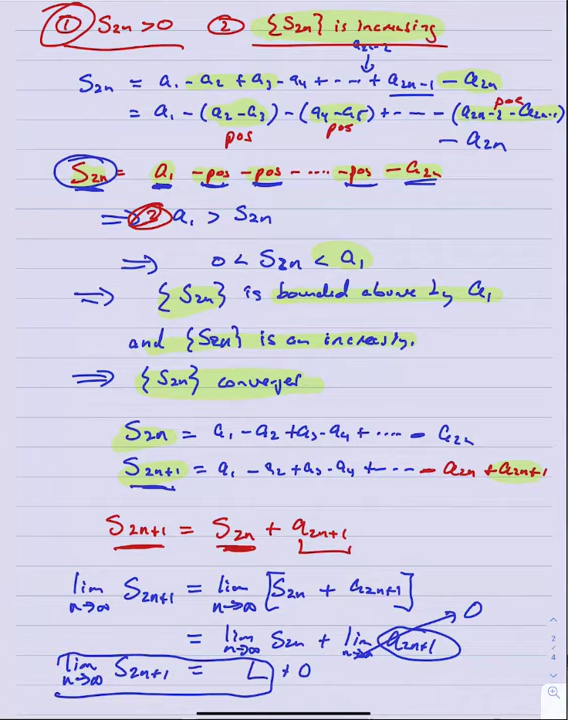 ① S2n > 0 ② {S2n} is increasing
a2n-2
S2n = a1 - a2 + a3 - a4 + - - - + a2n-1 - a2n
= a1 - (a2 - a3) - (a4 - a5) + - - - - (a2n-2 - a2n-1)
pos pos pos
- a2n
S2n = a1 - pos - pos - ..... - pos - a2n
⟹ ③ a1 > S2n
⟹ 0 < S2n < a1
⟹ {S2n} is bounded above by a1
and {S2n} is an increasing.
⟹ {S2n} converges
S2n = a1 - a2 + a3 - a4 + ..... - a2n
S2n+1 = a1 - a2 + a3 - a4 + - - - - a2n + a2n+1
S2n+1 = S2n + a2n+1
lim n→∞ S2n+1 = lim n→∞ [S2n + a2n+1]
= lim n→∞ S2n + lim n→∞ a2n+1 → 0
lim n→∞ S2n+1 = L + 0
2
/
4